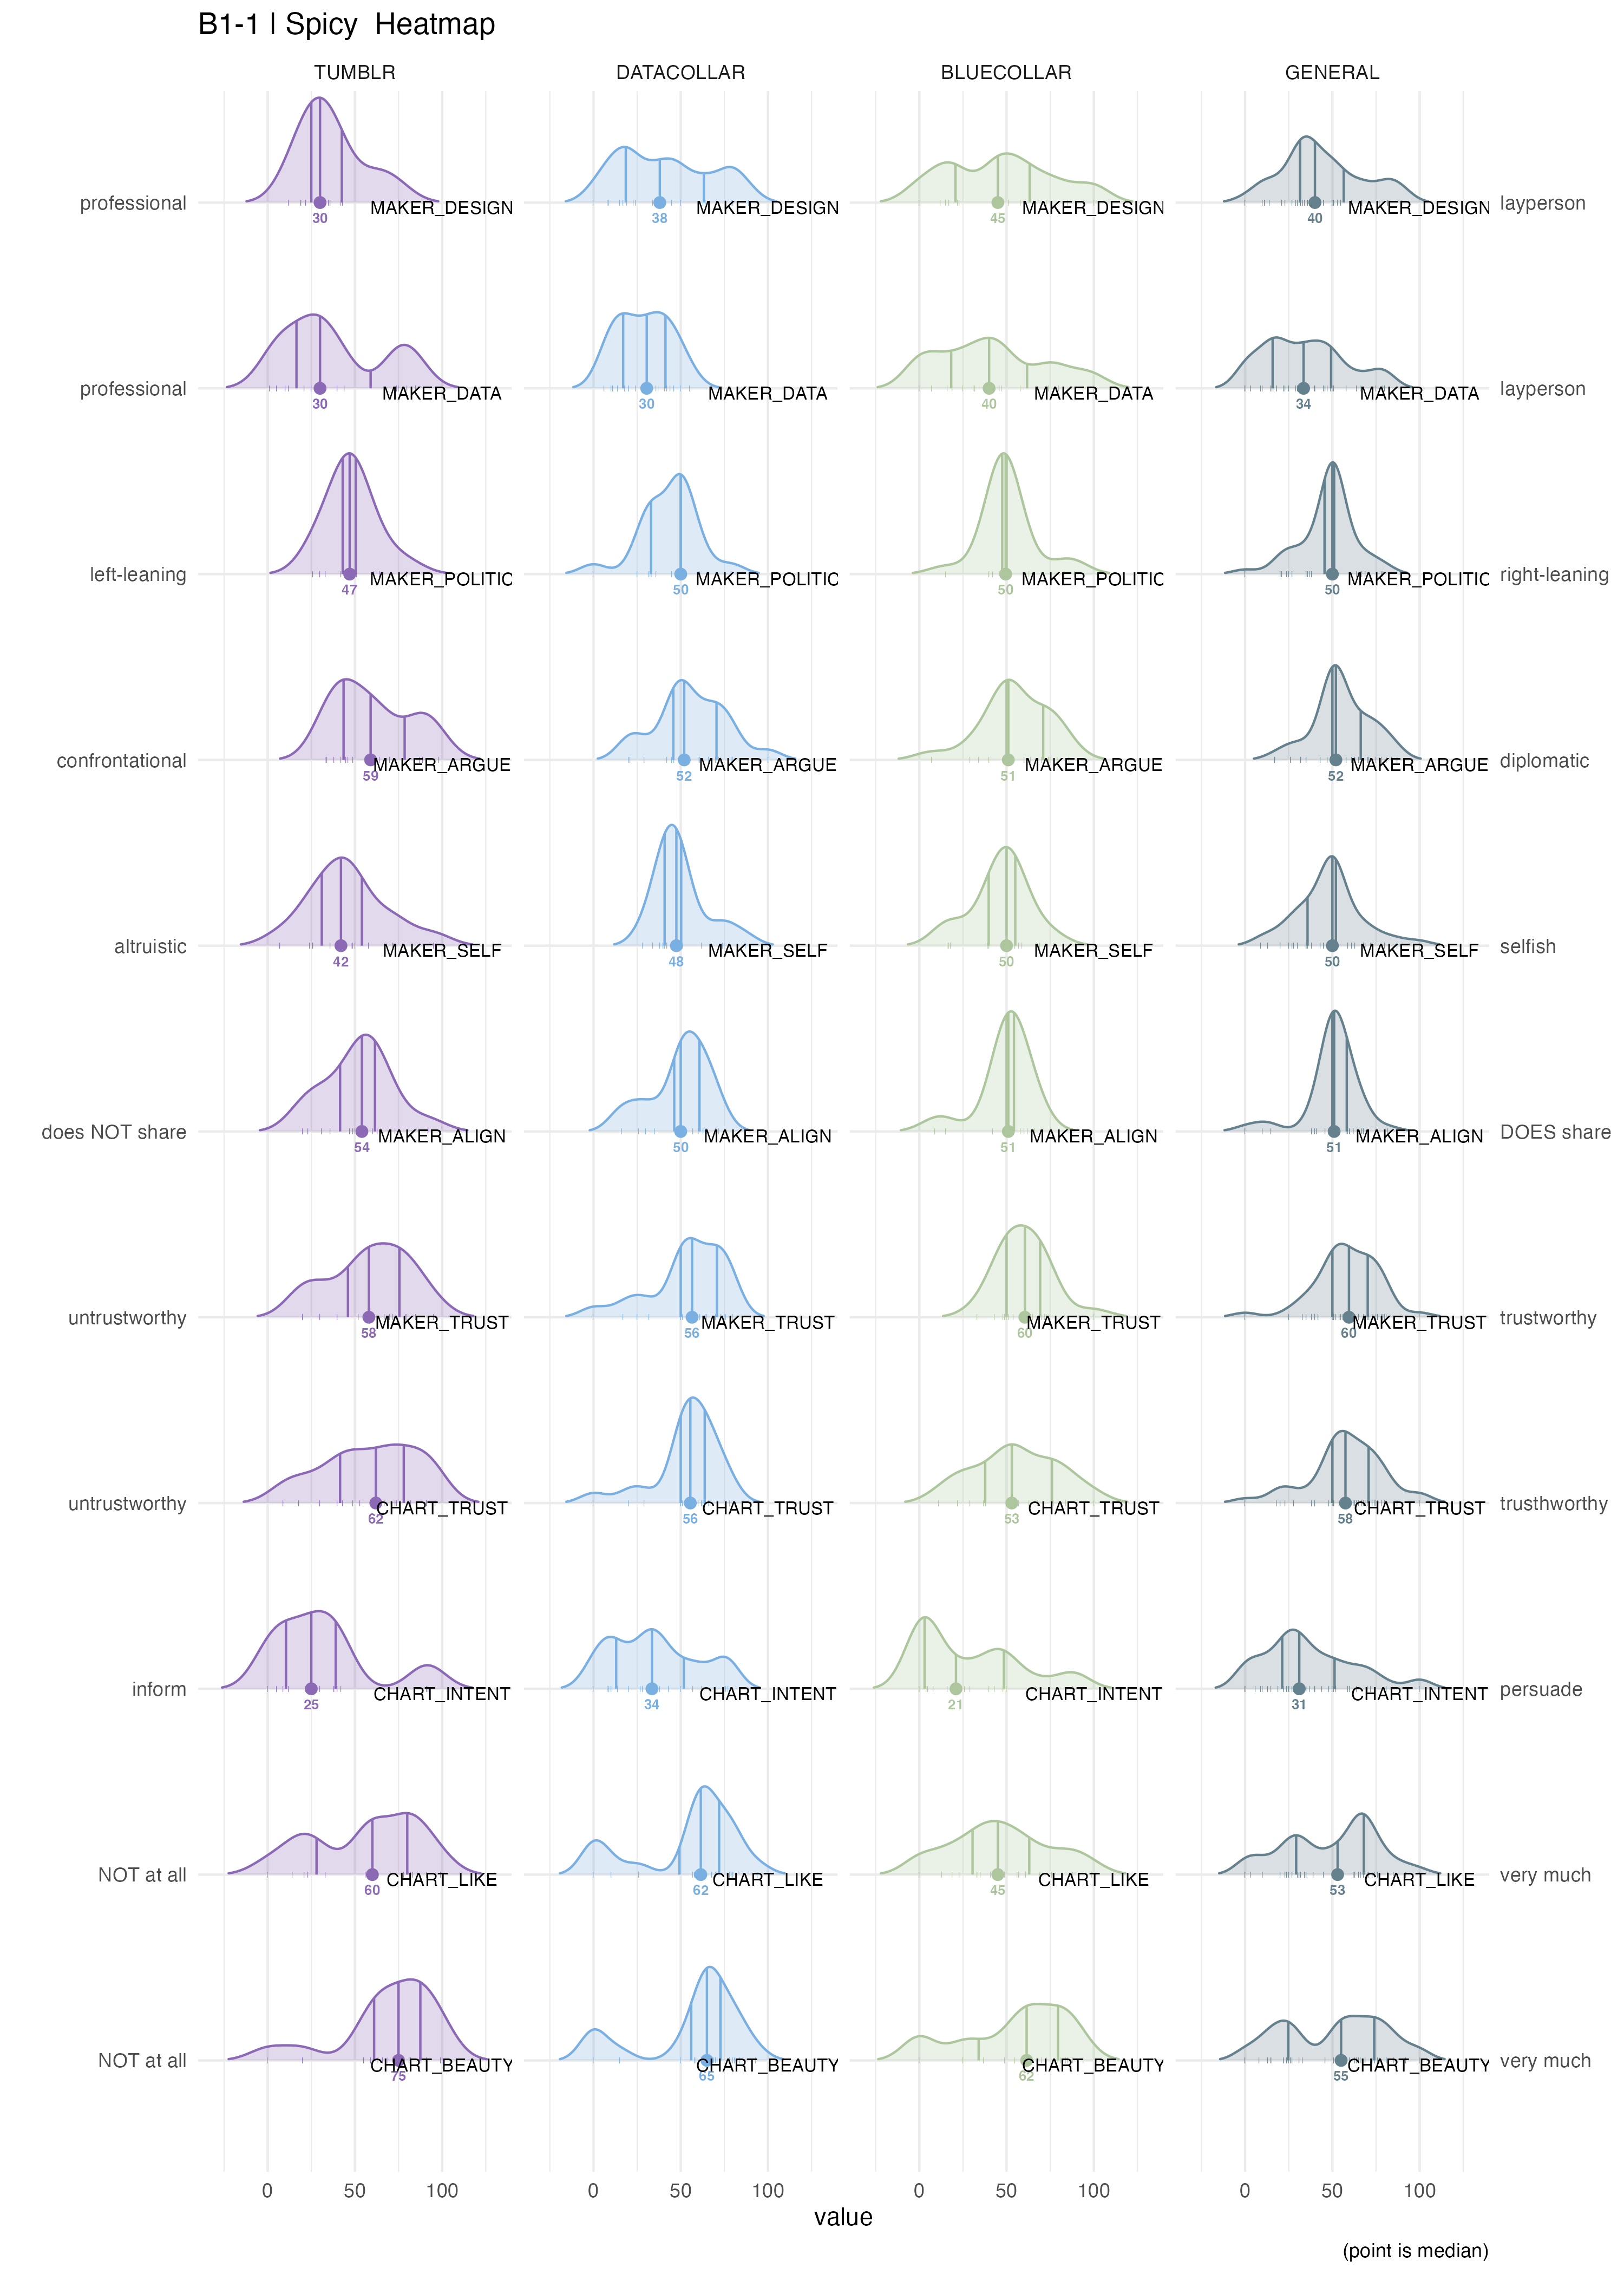 B1-1 | Spicy  Heatmap
TUMBLR DATACOLLAR BLUECOLLAR GENERAL
professional MAKER_DESIGN MAKER_DESIGN MAKER_DESIGN MAKER_DESIGN layperson
30 38 45 40
professional MAKER_DATA MAKER_DATA MAKER_DATA MAKER_DATA layperson
30 30 40 34
left-leaning MAKER_POLITIC MAKER_POLITIC MAKER_POLITIC MAKER_POLITIC right-leaning
47 50 50 50
confrontational MAKER_ARGUE MAKER_ARGUE MAKER_ARGUE MAKER_ARGUE diplomatic
59 52 51 52
altruistic MAKER_SELF MAKER_SELF MAKER_SELF MAKER_SELF selfish
42 48 50 50
does NOT share MAKER_ALIGN MAKER_ALIGN MAKER_ALIGN MAKER_ALIGN DOES share
54 50 51 51
untrustworthy MAKER_TRUST MAKER_TRUST MAKER_TRUST MAKER_TRUST trustworthy
58 56 60 60
untrustworthy CHART_TRUST CHART_TRUST CHART_TRUST CHART_TRUST trusthworthy
62 56 53 58
inform CHART_INTENT CHART_INTENT CHART_INTENT CHART_INTENT persuade
25 34 21 31
NOT at all CHART_LIKE CHART_LIKE CHART_LIKE CHART_LIKE very much
60 62 45 53
NOT at all CHART_BEAUTY CHART_BEAUTY CHART_BEAUTY CHART_BEAUTY very much
75 65 62 55
0 50 100 0 50 100 0 50 100 0 50 100
value
(point is median)